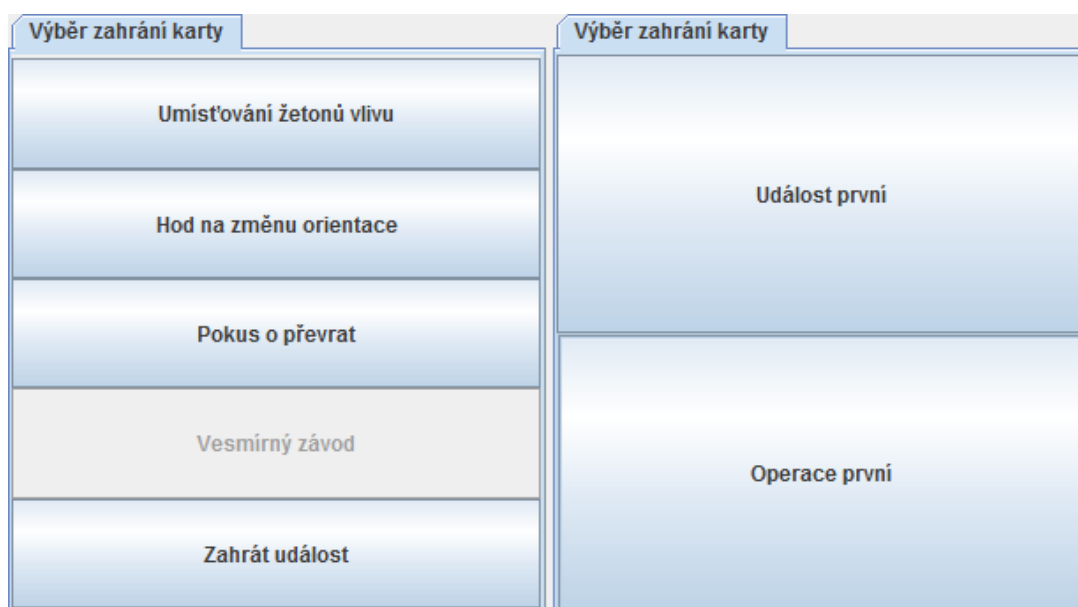 Výběr zahrání karty
Umísťování žetonů vlivu
Hod na změnu orientace
Pokus o převrat
Vesmírný závod
Zahrát událost
Výběr zahrání karty
Událost první
Operace první